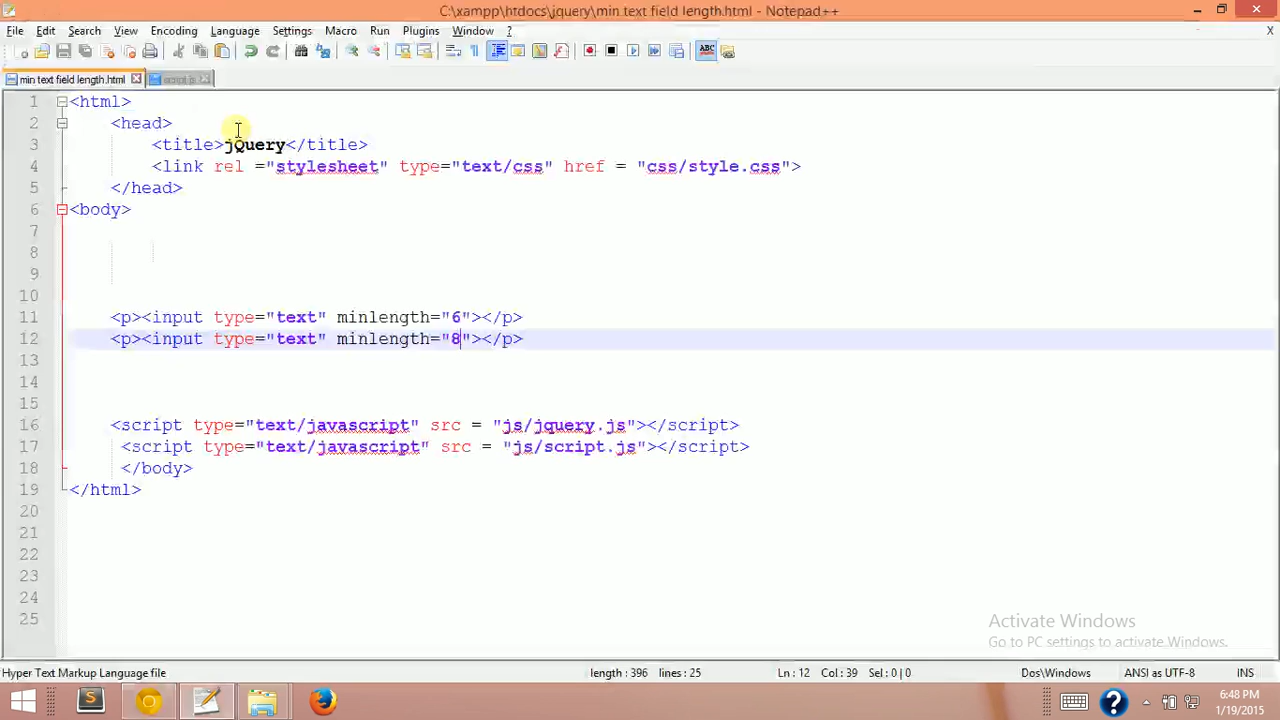 C:\xampp\htdocs\jquery\min text field length.html - Notepad++
File Edit Search View Encoding Language Settings Macro Run Plugins Window ? X
min text field length.html script.js
1 <html>
2 <head>
3 <title>jQuery</title>
4 <link rel ="stylesheet" type="text/css" href = "css/style.css">
5 </head>
6 <body>
7
8
9
10
11 <p><input type="text" minlength="6"></p>
12 <p><input type="text" minlength="8"></p>
13
14
15
16 <script type="text/javascript" src = "js/jquery.js"></script>
17 <script type="text/javascript" src = "js/script.js"></script>
18 </body>
19 </html>
20
21
22
23
24
25
Activate Windows
Go to PC settings to activate Windows.
Hyper Text Markup Language file length : 396 lines : 25 Ln : 12 Col : 39 Sel : 0 | 0 Dos\Windows ANSI as UTF-8 INS
6:48 PM
1/19/2015